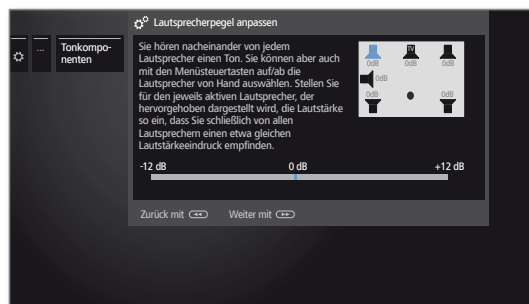 Lautsprecherpegel anpassen
...
Tonkompo-
nenten
Sie hören nacheinander von jedem
Lautsprecher einen Ton. Sie können aber auch
mit den Menüsteuertasten auf/ab die
Lautsprecher von Hand auswählen. Stellen Sie
für den jeweils aktiven Lautsprecher, der
hervorgehoben dargestellt wird, die Lautstärke
so ein, dass Sie schließlich von allen
Lautsprechern einen etwa gleichen
Lautstärkeeindruck empfinden.
TV
0dB 0dB 0dB
0dB
0dB 0dB
-12 dB 0 dB +12 dB
Zurück mit Weiter mit